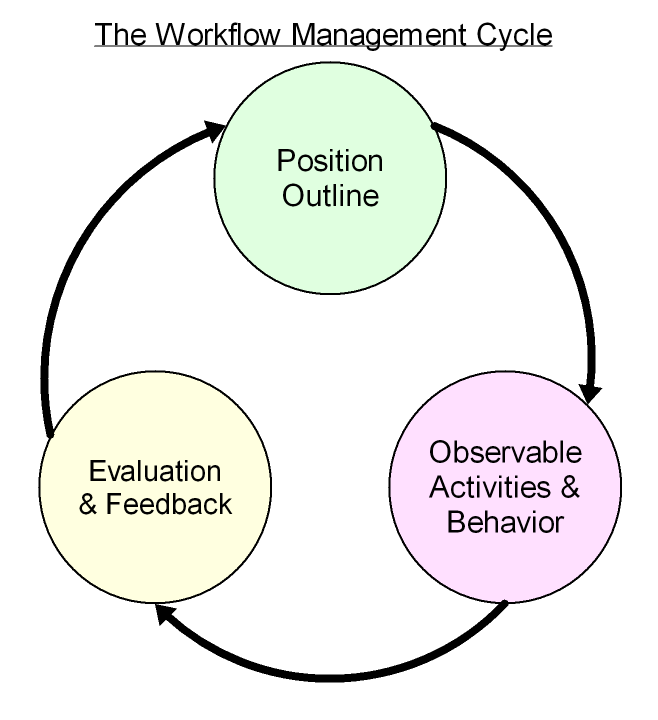 The Workflow Management Cycle
Position
Outline
Observable
Activities &
Behavior
Evaluation
& Feedback